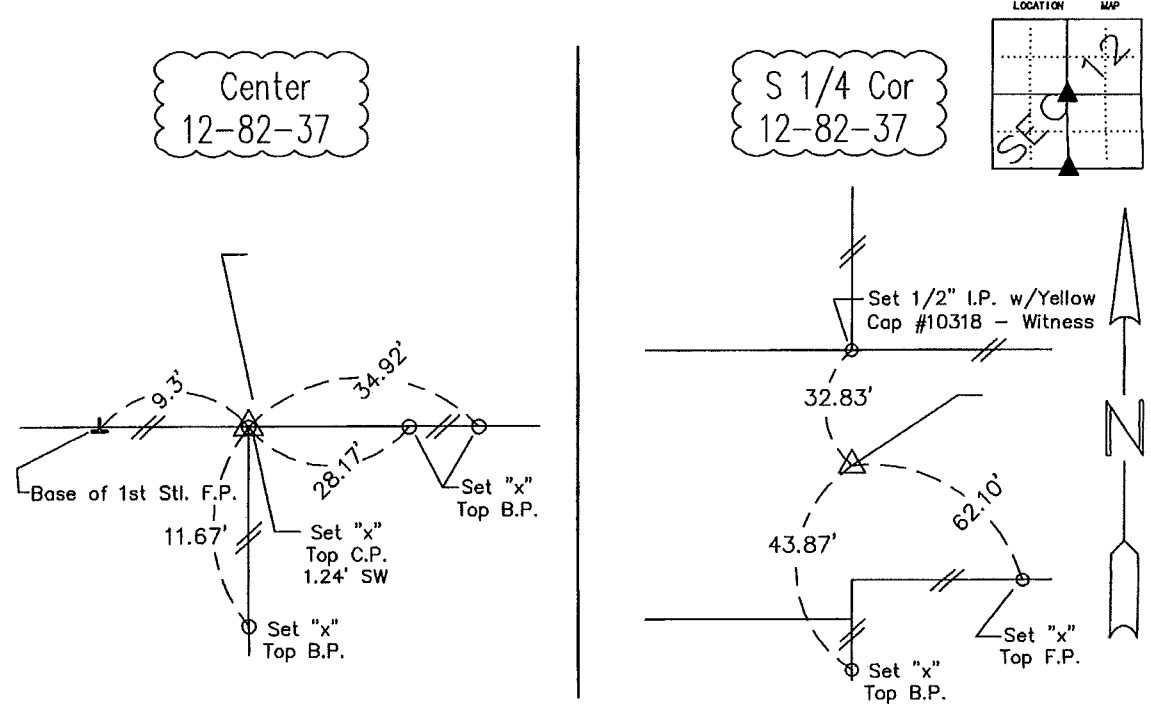 LOCATION MAP
SEC 12
Center
12-82-37
9.3'
34.92'
28.17'
11.67'
Base of 1st Stl. F.P.
Set "x"
Top B.P.
Set "x"
Top C.P.
1.24' SW
Set "x"
Top B.P.
S 1/4 Cor
12-82-37
Set 1/2" I.P. w/Yellow
Cap #10318 - Witness
32.83'
62.10'
43.87'
Set "x"
Top F.P.
Set "x"
Top B.P.
N